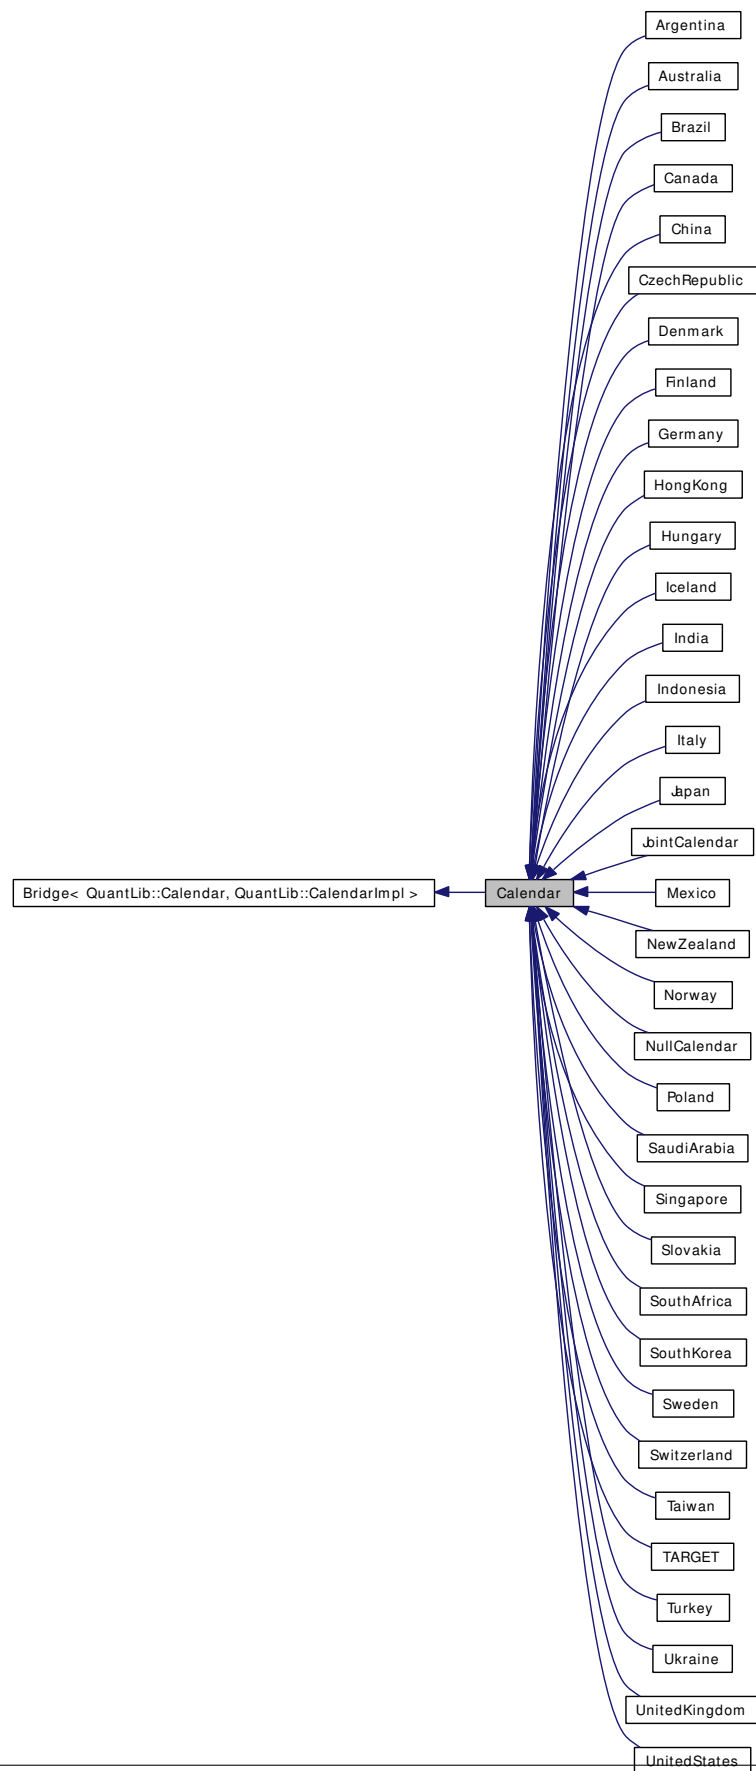 Argentina
Australia
Brazil
Canada
China
CzechRepublic
Denmark
Finland
Germany
HongKong
Hungary
Iceland
India
Indonesia
Italy
Japan
JointCalendar
Bridge< QuantLib::Calendar, QuantLib::CalendarImpl > Calendar Mexico
NewZealand
Norway
NullCalendar
Poland
SaudiArabia
Singapore
Slovakia
SouthAfrica
SouthKorea
Sweden
Switzerland
Taiwan
TARGET
Turkey
Ukraine
UnitedKingdom
UnitedStates